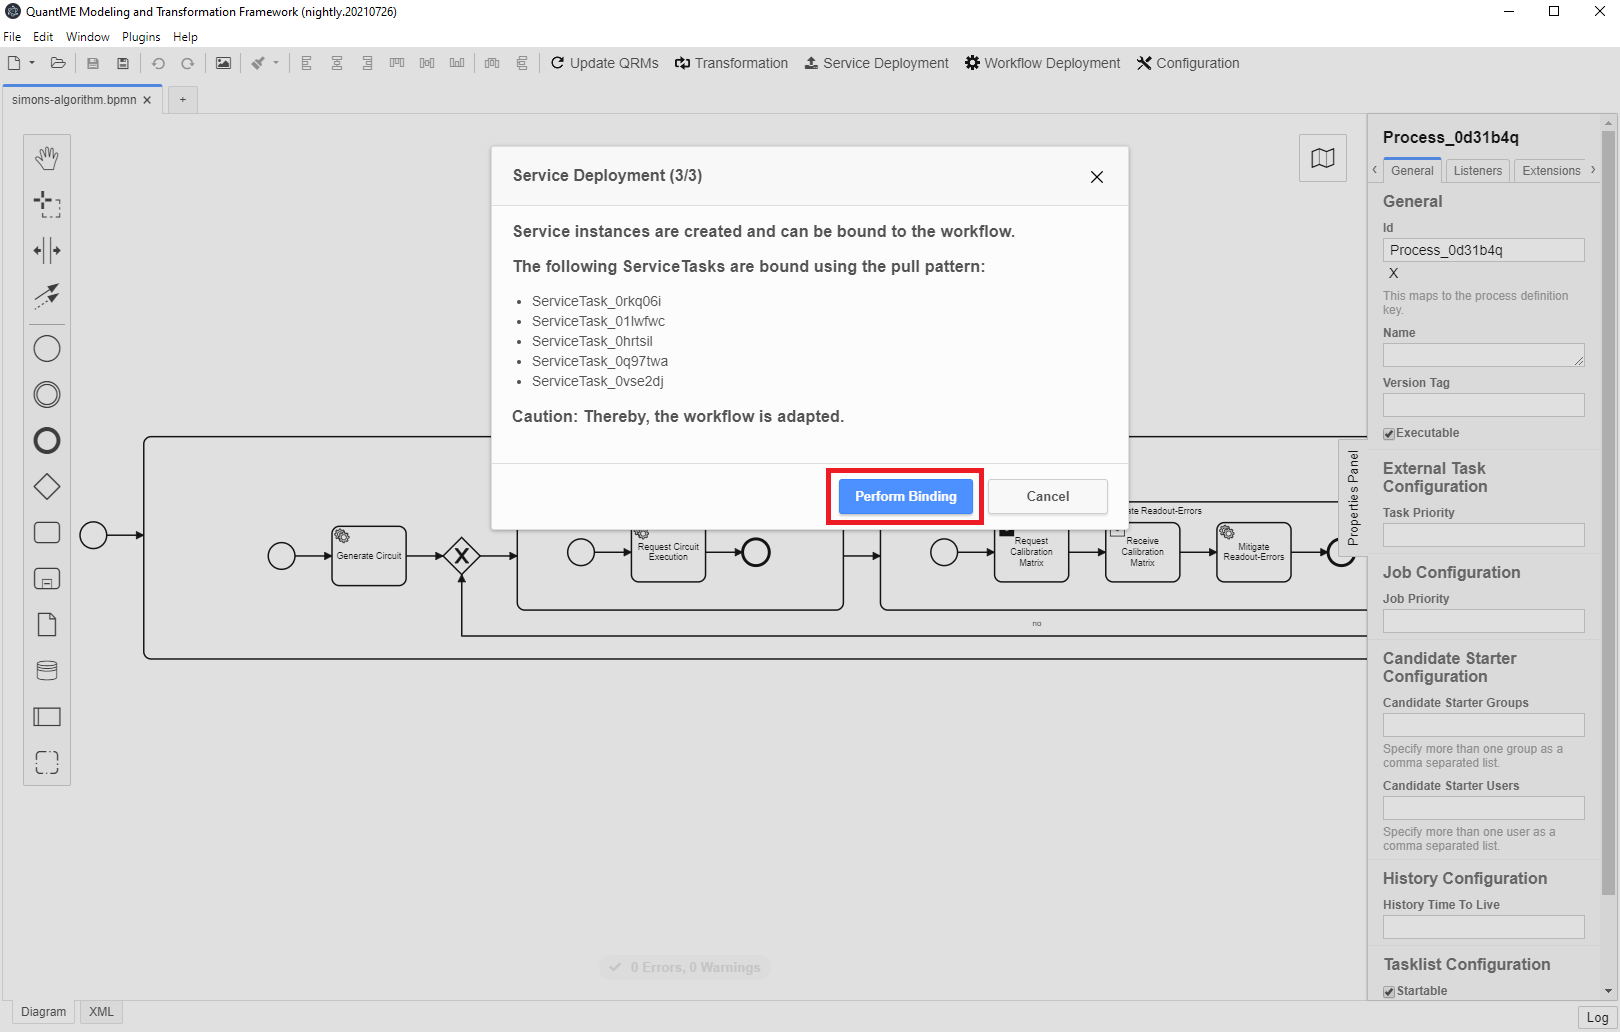 QuantME Modeling and Transformation Framework (nightly.20210726)
File Edit Window Plugins Help
Update QRMs Transformation Service Deployment Workflow Deployment Configuration
simons-algorithm.bpmn × +
Service Deployment (3/3)
Service instances are created and can be bound to the workflow.
The following ServiceTasks are bound using the pull pattern:
• ServiceTask_0rkq06i
• ServiceTask_01lwfwc
• ServiceTask_0hrtsil
• ServiceTask_0q97twa
• ServiceTask_0vse2dj
Caution: Thereby, the workflow is adapted.
Perform Binding Cancel
Generate Circuit
X
Request Circuit
Execution
te Readout-Errors
Request
Calibration
Matrix
Receive
Calibration
Matrix
Mitigate
Readout-Errors
no
Properties Panel
Process_0d31b4q
General Listeners Extensions
General
Id
Process_0d31b4q
X
This maps to the process definition
key.
Name
Version Tag
Executable
External Task
Configuration
Task Priority
Job Configuration
Job Priority
Candidate Starter
Configuration
Candidate Starter Groups
Specify more than one group as a
comma separated list.
Candidate Starter Users
Specify more than one user as a
comma separated list.
History Configuration
History Time To Live
Tasklist Configuration
Startable
0 Errors, 0 Warnings
Diagram XML
Log